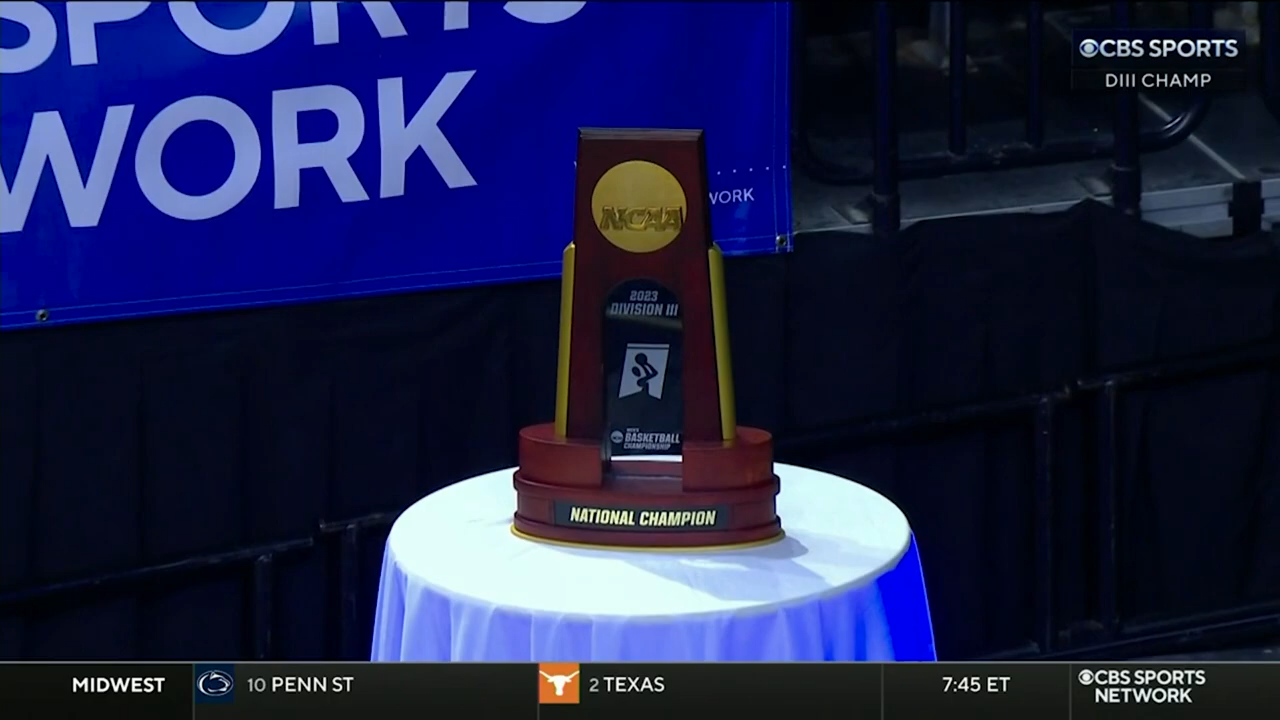 SPORTS
WORK
WORK
CBS SPORTS
DIII CHAMP
NCAA
2023
DIVISION III
MEN'S
BASKETBALL
CHAMPIONSHIP
NATIONAL CHAMPION
MIDWEST
10 PENN ST
2 TEXAS
7:45 ET
CBS SPORTS
NETWORK